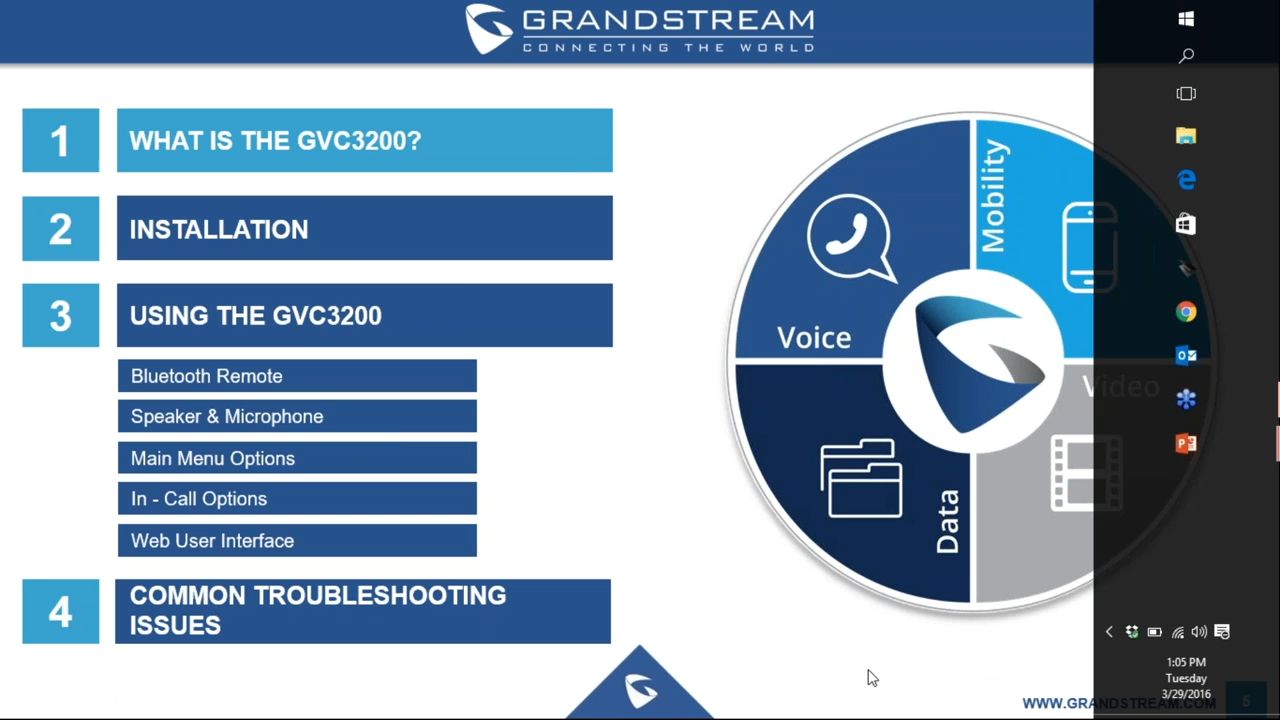 GRANDSTREAM
CONNECTING THE WORLD
1
WHAT IS THE GVC3200?
2
INSTALLATION
3
USING THE GVC3200
Bluetooth Remote
Speaker & Microphone
Main Menu Options
In - Call Options
Web User Interface
4
COMMON TROUBLESHOOTING
ISSUES
Voice
Mobility
Data
Video
1:05 PM
Tuesday
3/29/2016
WWW.GRANDSTREAM.COM
5